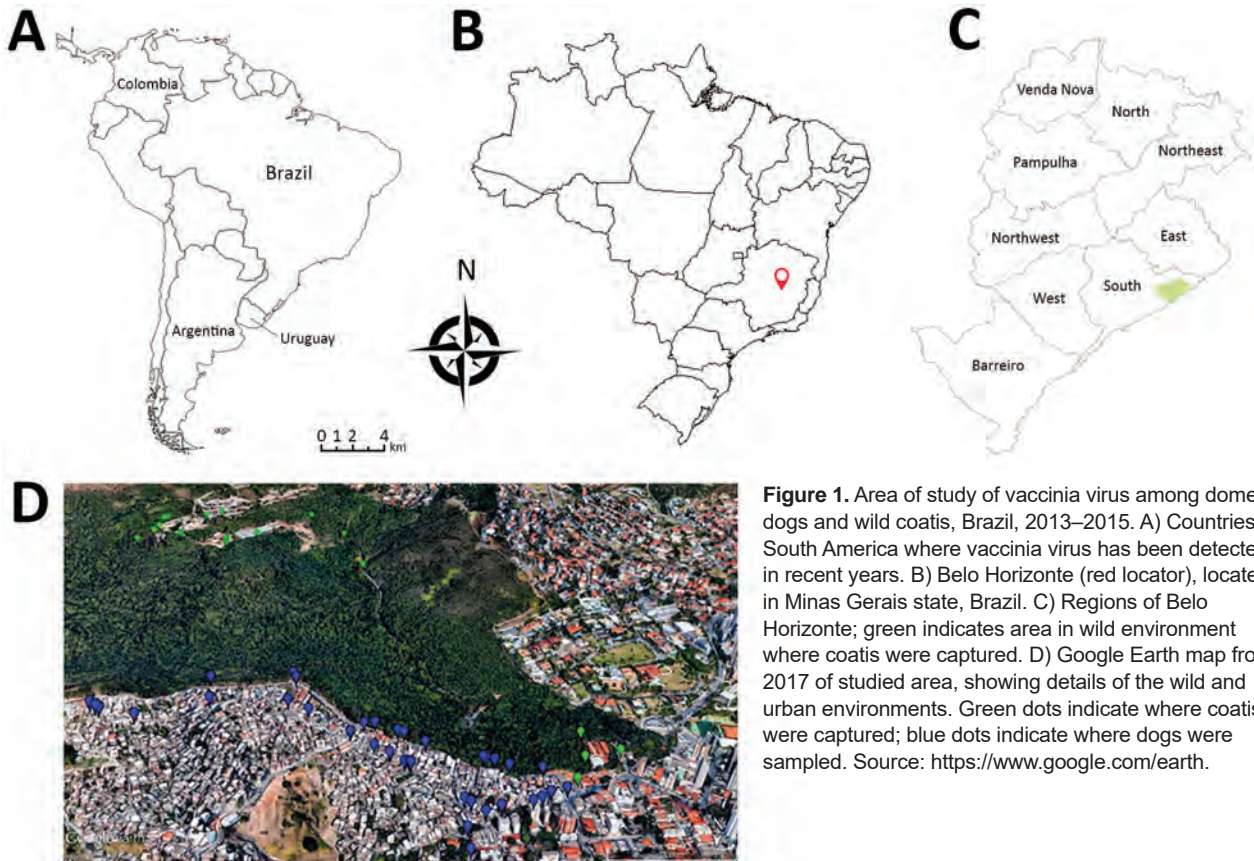 A
Colombia
Brazil
Argentina
Uruguay
0 1 2 4
km
N
B
C
Venda Nova
North
Northeast
Pampulha
Northwest
East
South
West
Barreiro
D
Figure 1. Area of study of vaccinia virus among dome
dogs and wild coatis, Brazil, 2013–2015. A) Countries
South America where vaccinia virus has been detecte
in recent years. B) Belo Horizonte (red locator), locate
in Minas Gerais state, Brazil. C) Regions of Belo
Horizonte; green indicates area in wild environment
where coatis were captured. D) Google Earth map fro
2017 of studied area, showing details of the wild and
urban environments. Green dots indicate where coatis
were captured; blue dots indicate where dogs were
sampled. Source: https://www.google.com/earth.